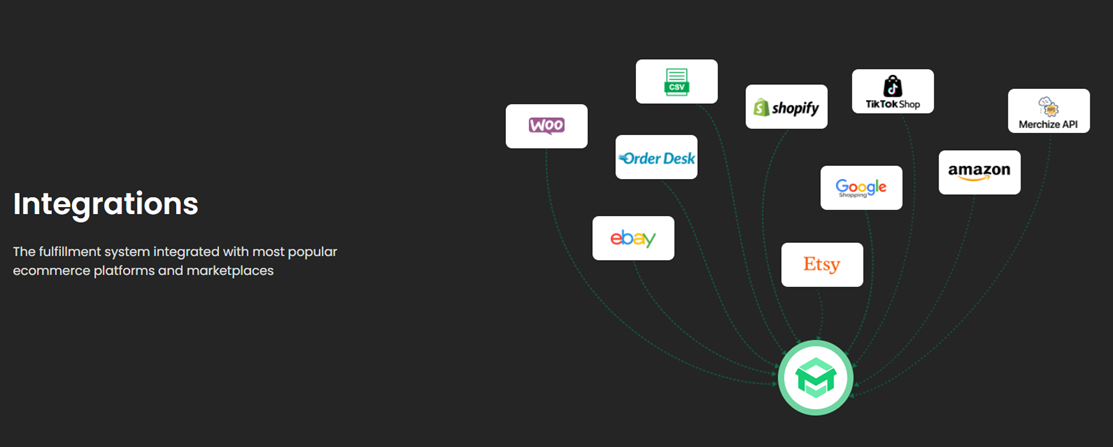 CSV
shopify
TikTok Shop
Woo
Merchize API
Order Desk
amazon
Google
Shopping
Integrations
ebay
The fulfillment system integrated with most popular
ecommerce platforms and marketplaces
Etsy